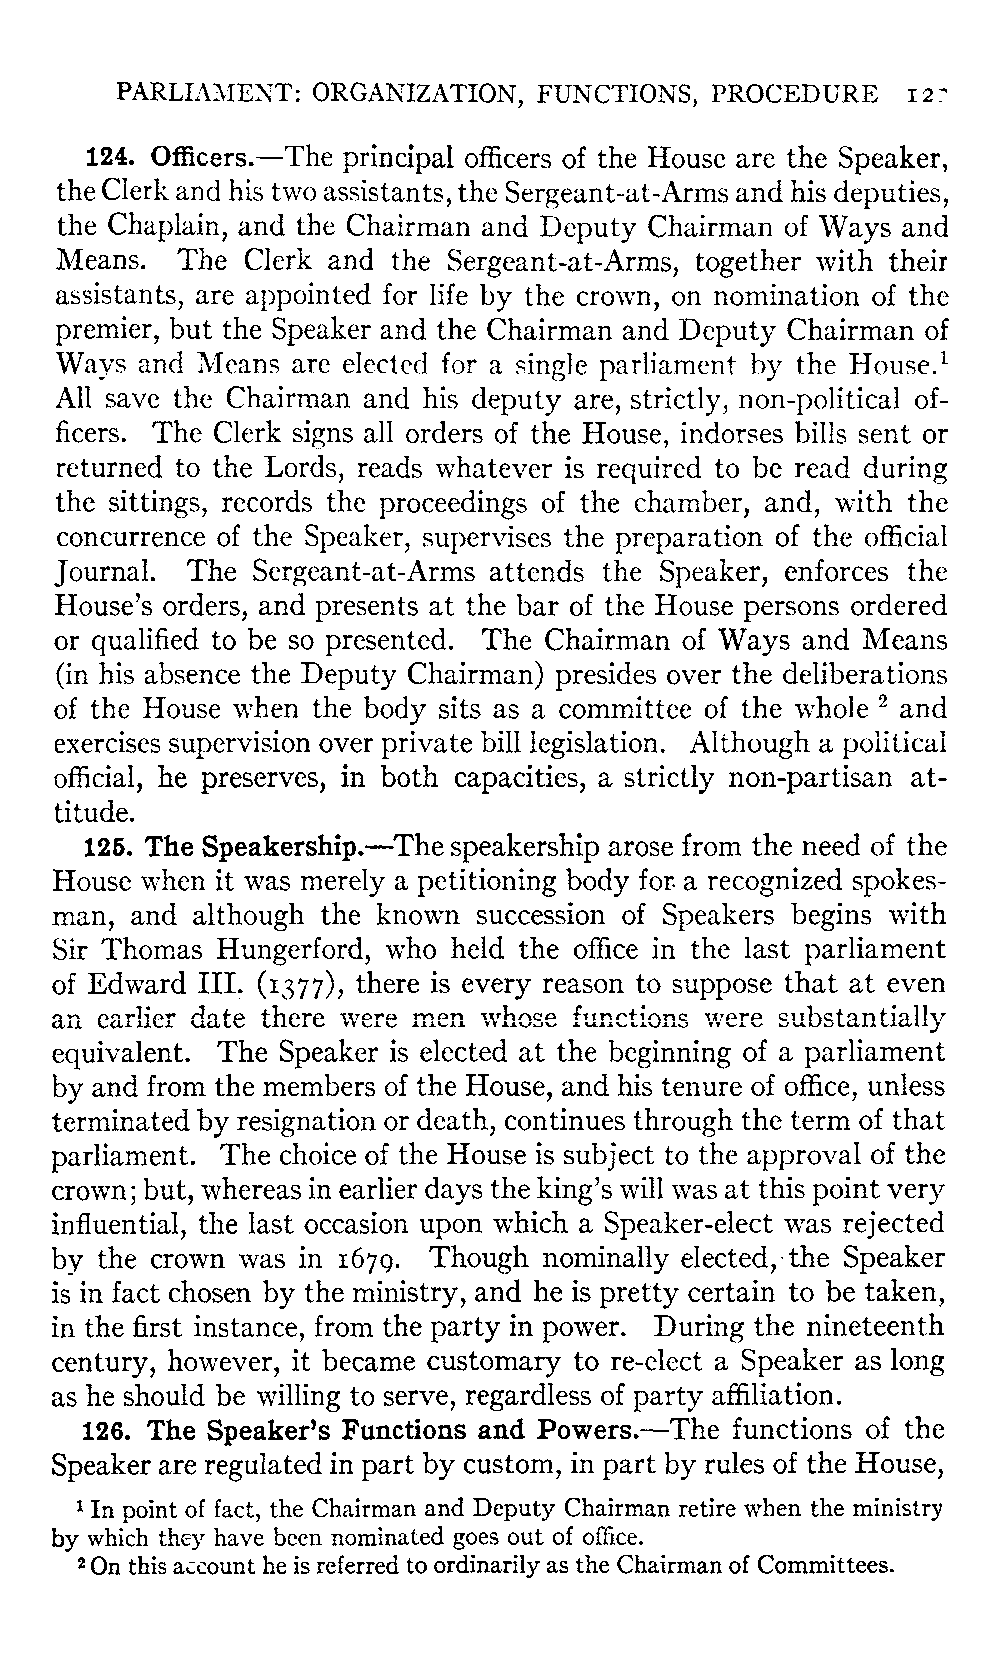 PARLIAMENT: ORGANIZATION, FUNCTIONS, PROCEDURE
124. Officers.—The principal officers of the House are the Speaker,
the Clerk and his two assistants, the Sergeant-at-Arms and his deputies,
the Chaplain, and the Chairman and Deputy Chairman of Ways and
Means. The Clerk and the Sergeant-at-Arms, together with their
assistants, are appointed for life by the crown, on nomination of the
premier, but the Speaker and the Chairman and Deputy Chairman of
Ways and Means are elected for a single parliament by the House.¹
All save the Chairman and his deputy are, strictly, non-political of-
ficers. The Clerk signs all orders of the House, indorses bills sent or
returned to the Lords, reads whatever is required to be read during
the sittings, records the proceedings of the chamber, and, with the
concurrence of the Speaker, supervises the preparation of the official
Journal. The Sergeant-at-Arms attends the Speaker, enforces the
House's orders, and presents at the bar of the House persons ordered
or qualified to be so presented. The Chairman of Ways and Means
(in his absence the Deputy Chairman) presides over the deliberations
of the House when the body sits as a committee of the whole ² and
exercises supervision over private bill legislation. Although a political
official, he preserves, in both capacities, a strictly non-partisan at-
titude.
125. The Speakership.—The speakership arose from the need of the
House when it was merely a petitioning body for a recognized spokes-
man, and although the known succession of Speakers begins with
Sir Thomas Hungerford, who held the office in the last parliament
of Edward III. (1377), there is every reason to suppose that at even
an earlier date there were men whose functions were substantially
equivalent. The Speaker is elected at the beginning of a parliament
by and from the members of the House, and his tenure of office, unless
terminated by resignation or death, continues through the term of that
parliament. The choice of the House is subject to the approval of the
crown; but, whereas in earlier days the king's will was at this point very
influential, the last occasion upon which a Speaker-elect was rejected
by the crown was in 1679. Though nominally elected, the Speaker
is in fact chosen by the ministry, and he is pretty certain to be taken,
in the first instance, from the party in power. During the nineteenth
century, however, it became customary to re-elect a Speaker as long
as he should be willing to serve, regardless of party affiliation.
126. The Speaker's Functions and Powers.—The functions of the
Speaker are regulated in part by custom, in part by rules of the House,
¹ In point of fact, the Chairman and Deputy Chairman retire when the ministry
by which they have been nominated goes out of office.
² On this account he is referred to ordinarily as the Chairman of Committees.